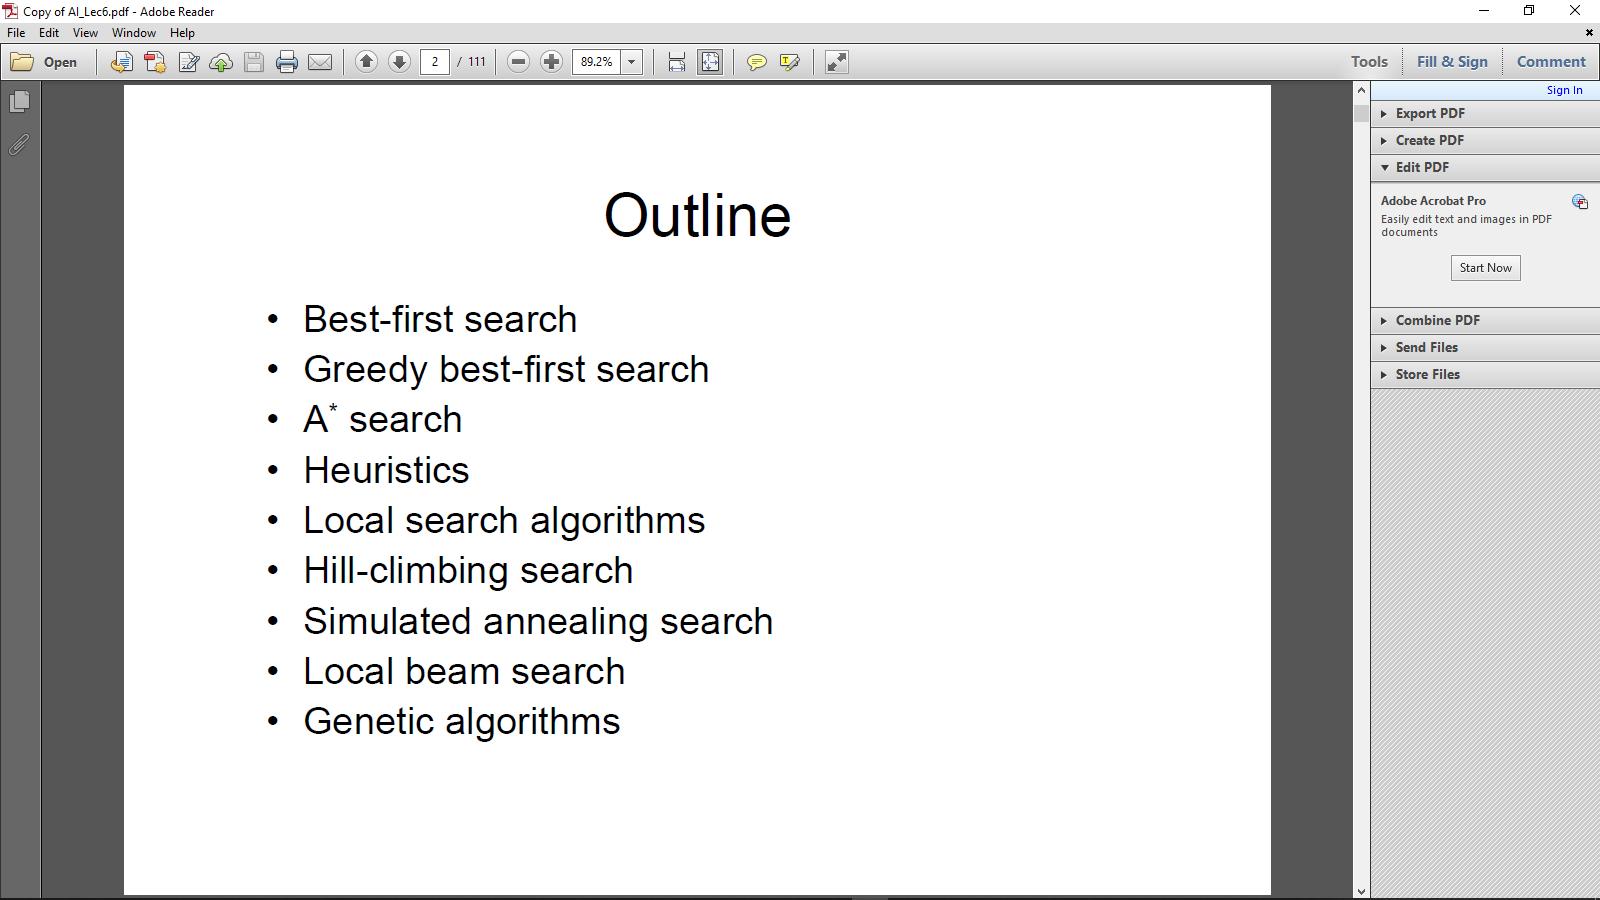 Copy of AI_Lec6.pdf - Adobe Reader
File Edit View Window Help
Open 2 / 111 89.2% Tools Fill & Sign Comment
Sign In
Export PDF
Create PDF
Edit PDF
Adobe Acrobat Pro
Easily edit text and images in PDF
documents
Start Now
Combine PDF
Send Files
Store Files
Outline
• Best-first search
• Greedy best-first search
• A* search
• Heuristics
• Local search algorithms
• Hill-climbing search
• Simulated annealing search
• Local beam search
• Genetic algorithms